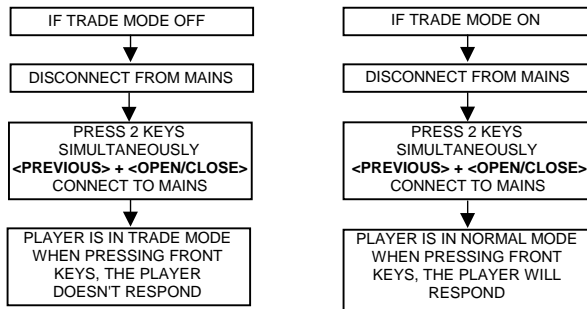 IF TRADE MODE OFF
DISCONNECT FROM MAINS
PRESS 2 KEYS
SIMULTANEOUSLY
<PREVIOUS> + <OPEN/CLOSE>
CONNECT TO MAINS
PLAYER IS IN TRADE MODE
WHEN PRESSING FRONT
KEYS, THE PLAYER
DOESN'T RESPOND
IF TRADE MODE ON
DISCONNECT FROM MAINS
PRESS 2 KEYS
SIMULTANEOUSLY
<PREVIOUS> + <OPEN/CLOSE>
CONNECT TO MAINS
PLAYER IS IN NORMAL MODE
WHEN PRESSING FRONT
KEYS, THE PLAYER WILL
RESPOND